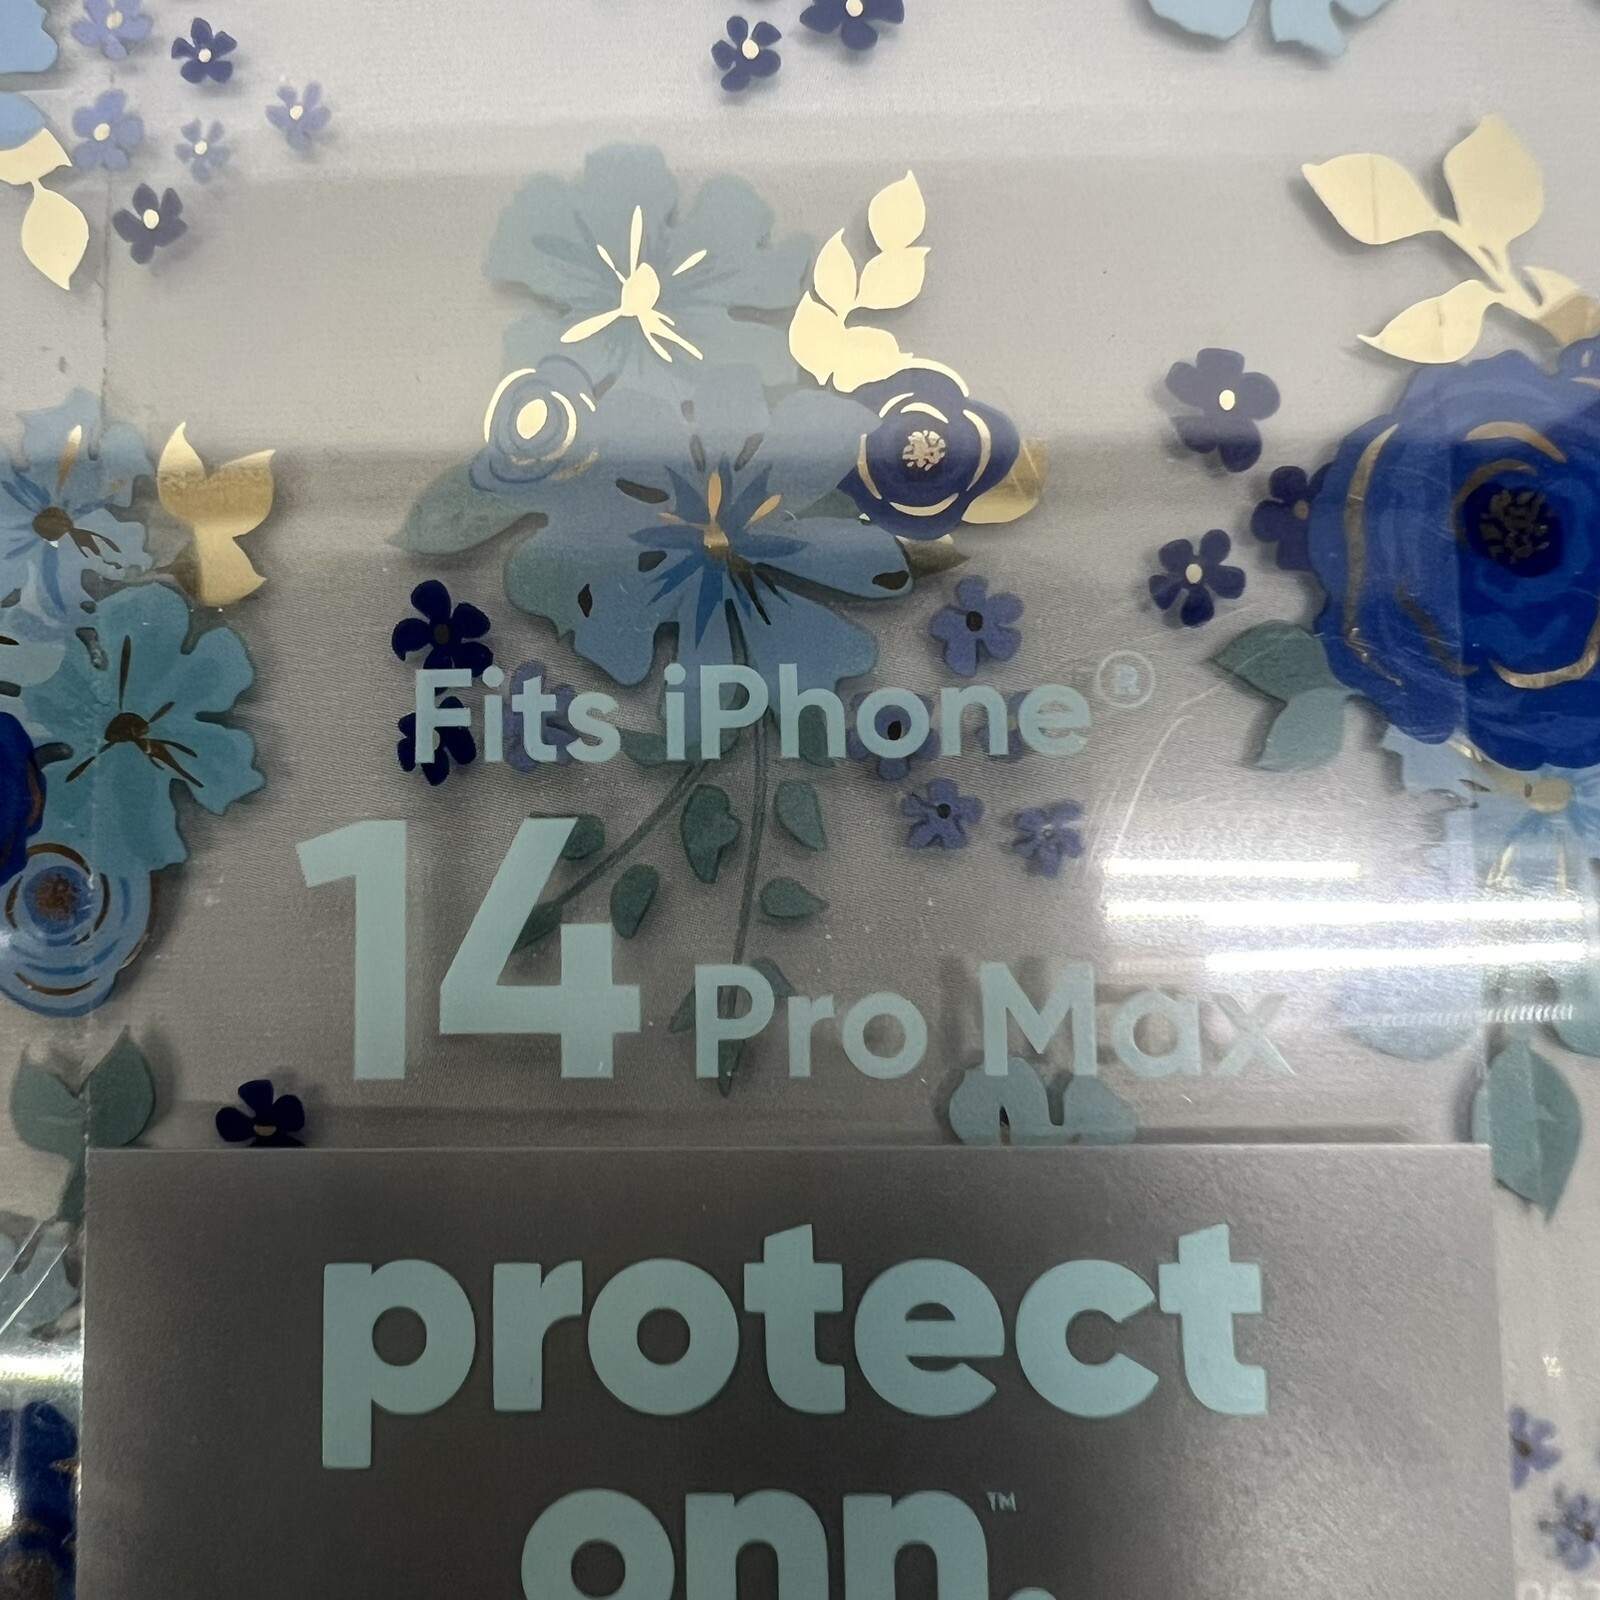 Fits iPhone®
14 Pro Max
protect
onn.™